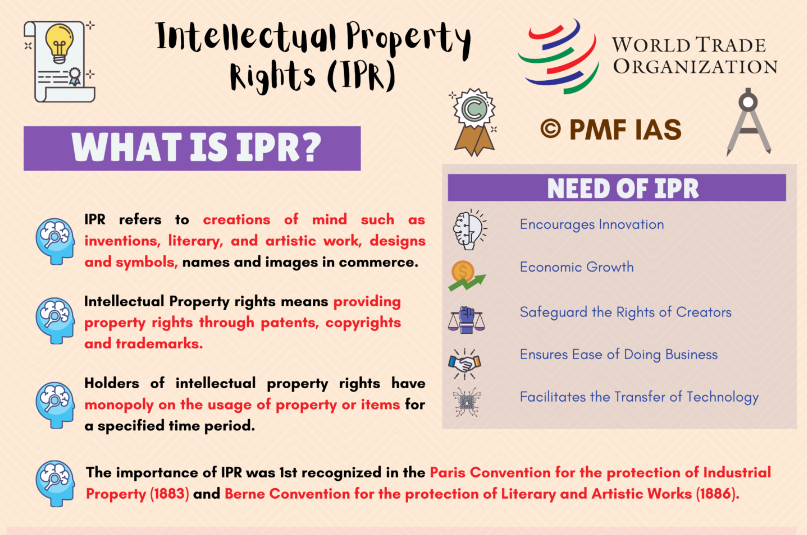 Intellectual Property
Rights (IPR)
WORLD TRADE
ORGANIZATION
© PMF IAS
WHAT IS IPR?
IPR refers to creations of mind such as
inventions, literary, and artistic work, designs
and symbols, names and images in commerce.
Intellectual Property rights means providing
property rights through patents, copyrights
and trademarks.
Holders of intellectual property rights have
monopoly on the usage of property or items for
a specified time period.
NEED OF IPR
Encourages Innovation
Economic Growth
Safeguard the Rights of Creators
Ensures Ease of Doing Business
Facilitates the Transfer of Technology
The importance of IPR was 1st recognized in the Paris Convention for the protection of Industrial
Property (1883) and Berne Convention for the protection of Literary and Artistic Works (1886).